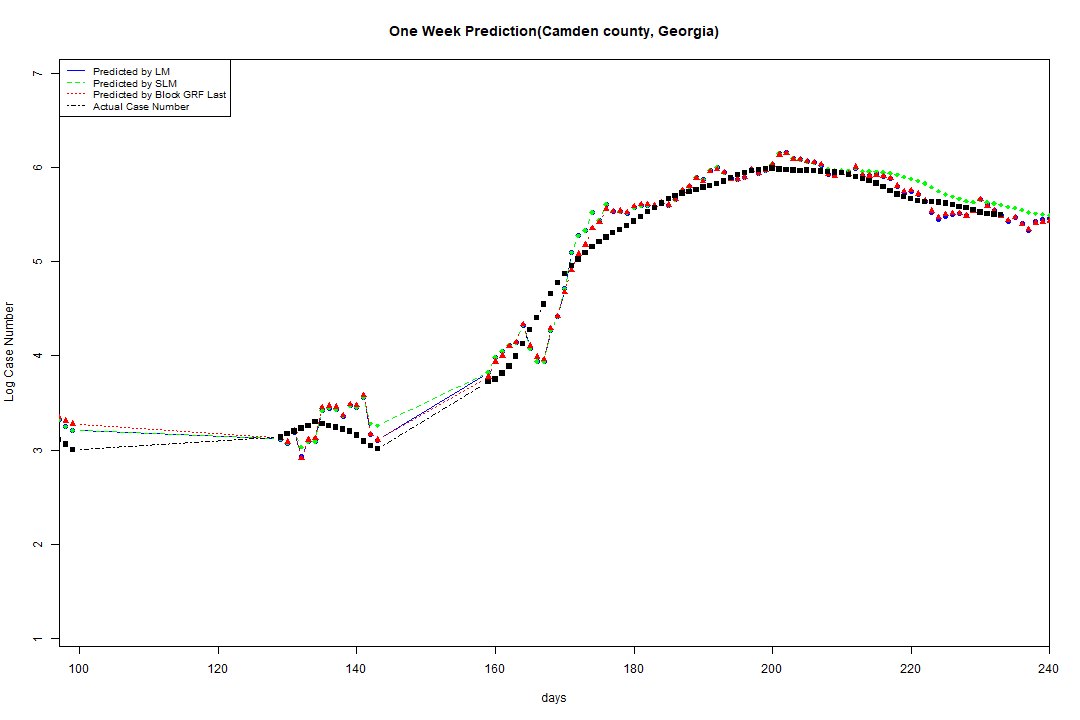 One Week Prediction(Camden county, Georgia)
Predicted by LM
Predicted by SLM
Predicted by Block GRF Last
Actual Case Number
7
6
5
4
3
2
1
Log Case Number
100 120 140 160 180 200 220 240
days